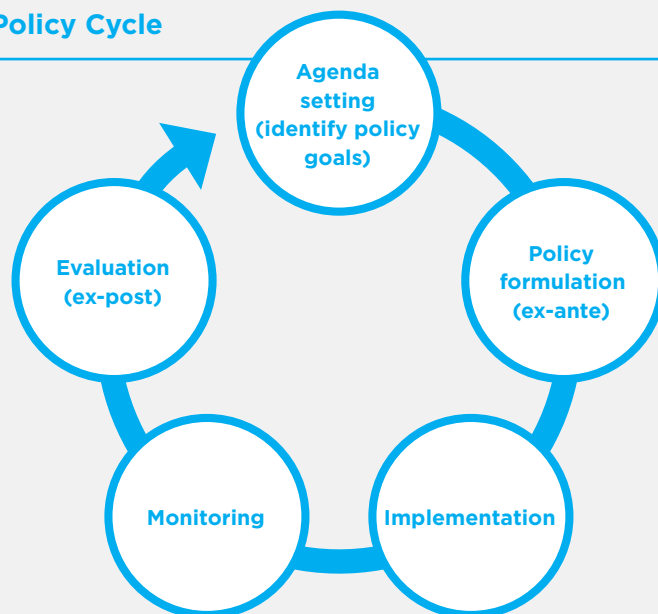 Policy Cycle
Agenda
setting
(identify policy
goals)
Policy
formulation
(ex-ante)
Implementation
Monitoring
Evaluation
(ex-post)